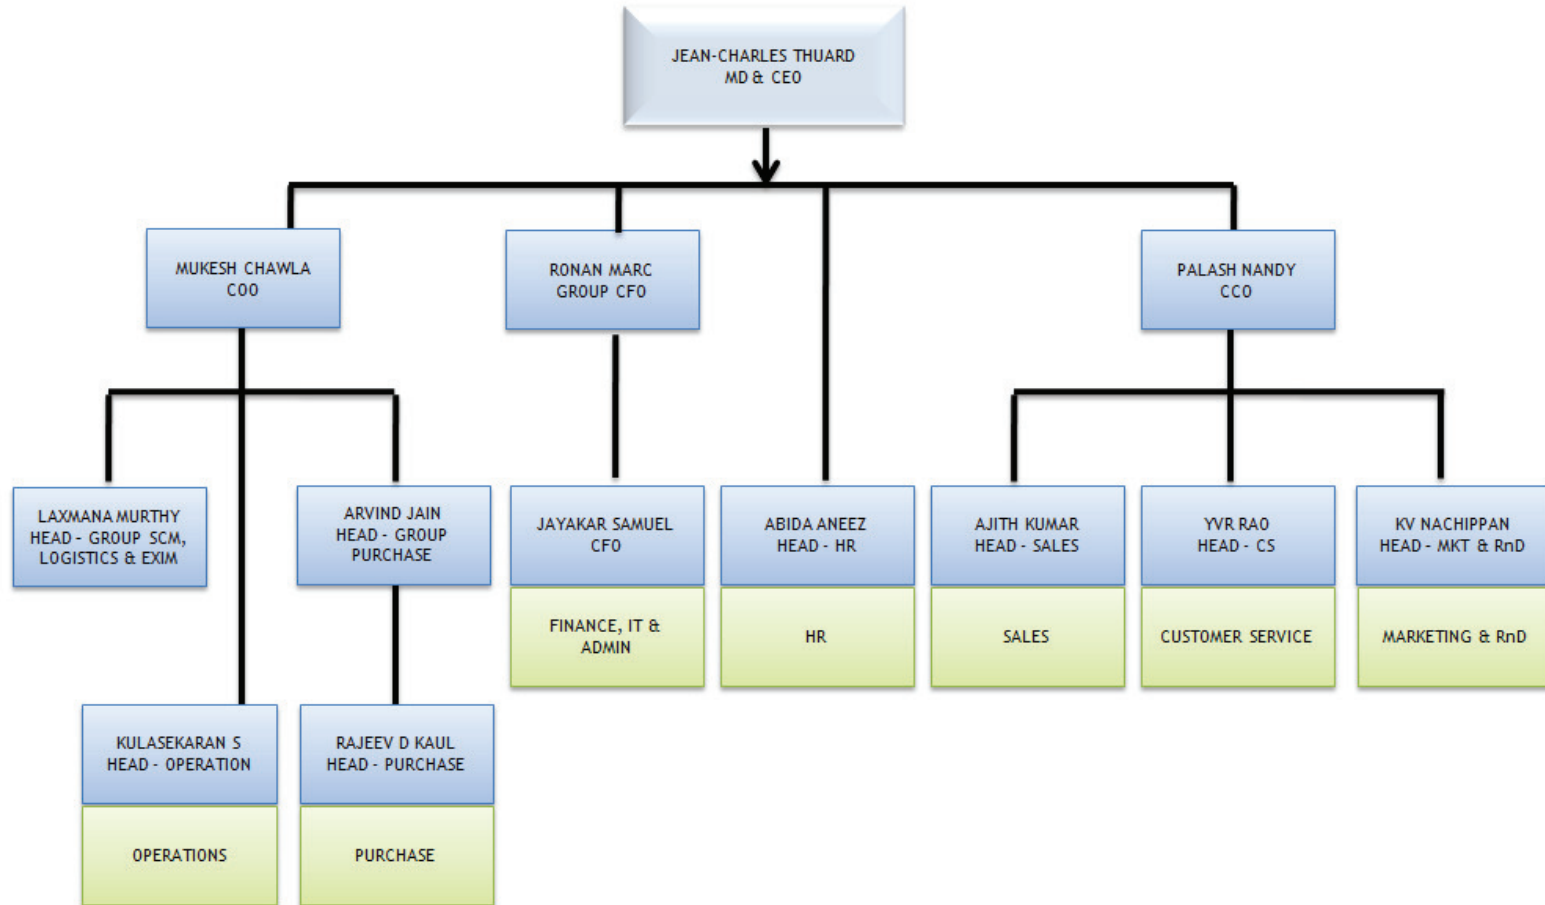 JEAN-CHARLES THUARD
MD & CEO
MUKESH CHAWLA
COO
RONAN MARC
GROUP CFO
PALASH NANDY
CCO
LAXMANA MURTHY
HEAD - GROUP SCM,
LOGISTICS & EXIM
ARVIND JAIN
HEAD - GROUP
PURCHASE
JAYAKAR SAMUEL
CFO
ABIDA ANEEZ
HEAD - HR
AJITH KUMAR
HEAD - SALES
YVR RAO
HEAD - CS
KV NACHIPPAN
HEAD - MKT & RnD
FINANCE, IT &
ADMIN
HR
SALES
CUSTOMER SERVICE
MARKETING & RnD
KULASEKARAN S
HEAD - OPERATION
RAJEEV D KAUL
HEAD - PURCHASE
OPERATIONS
PURCHASE